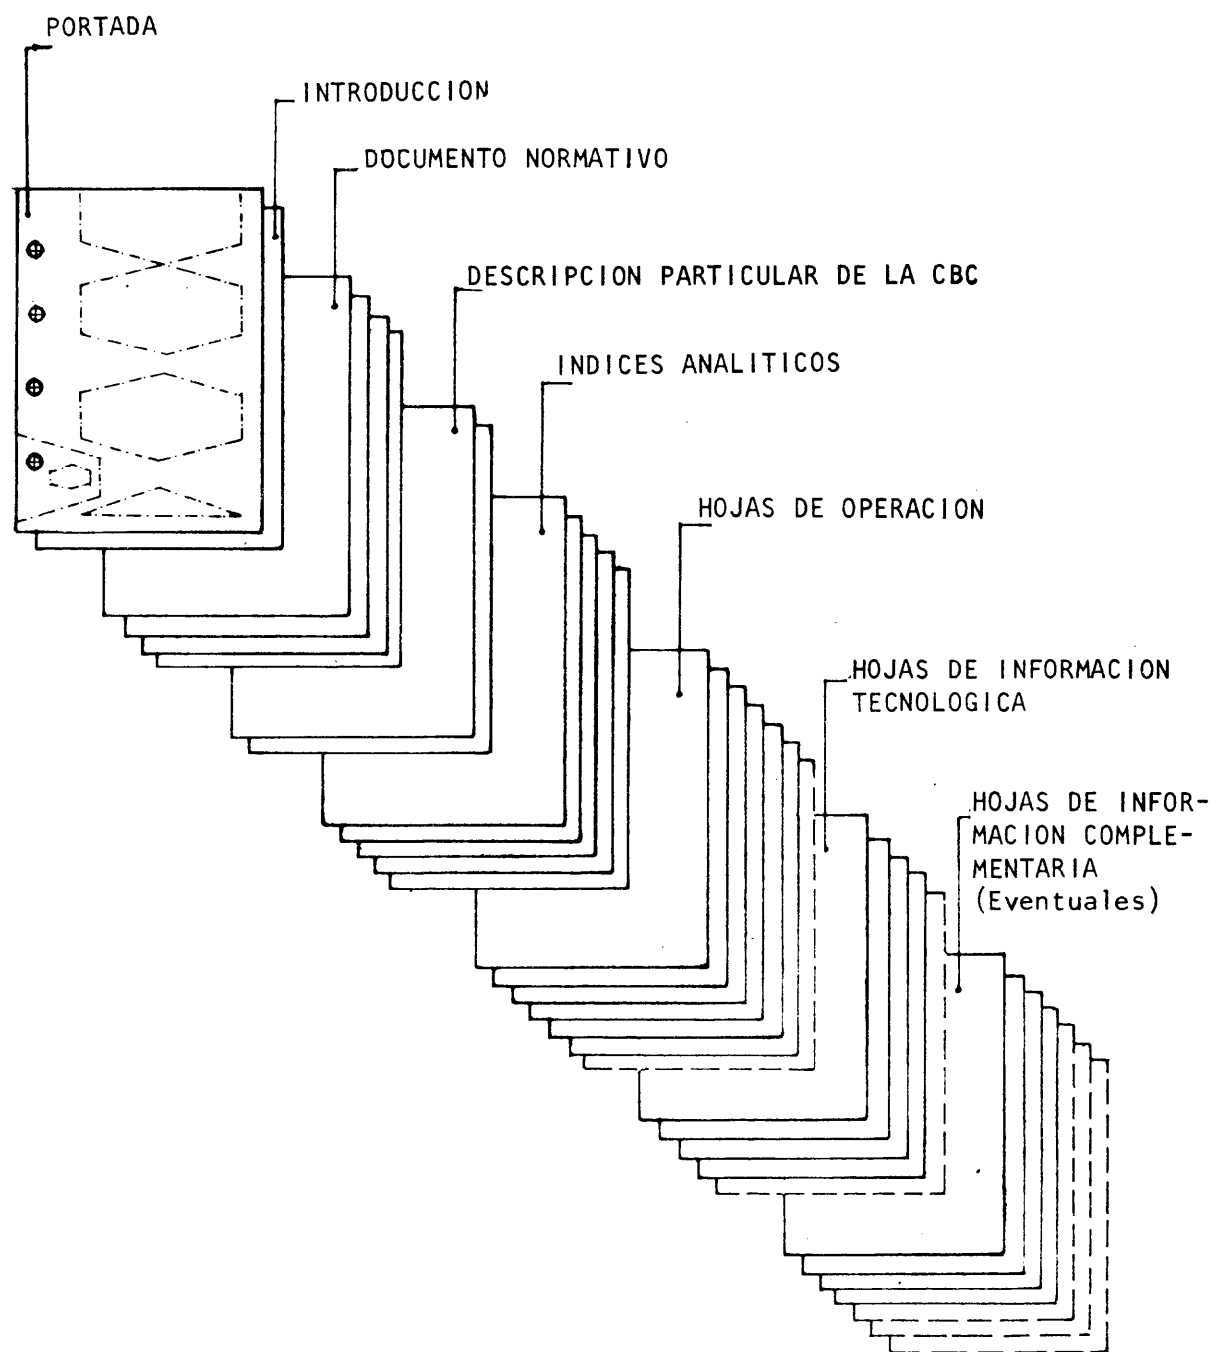 PORTADA
INTRODUCCION
DOCUMENTO NORMATIVO
DESCRIPCION PARTICULAR DE LA CBC
INDICES ANALITICOS
HOJAS DE OPERACION
HOJAS DE INFORMACION
TECNOLOGICA
HOJAS DE INFOR-
MACION COMPLE-
MENTARIA
(Eventuales)